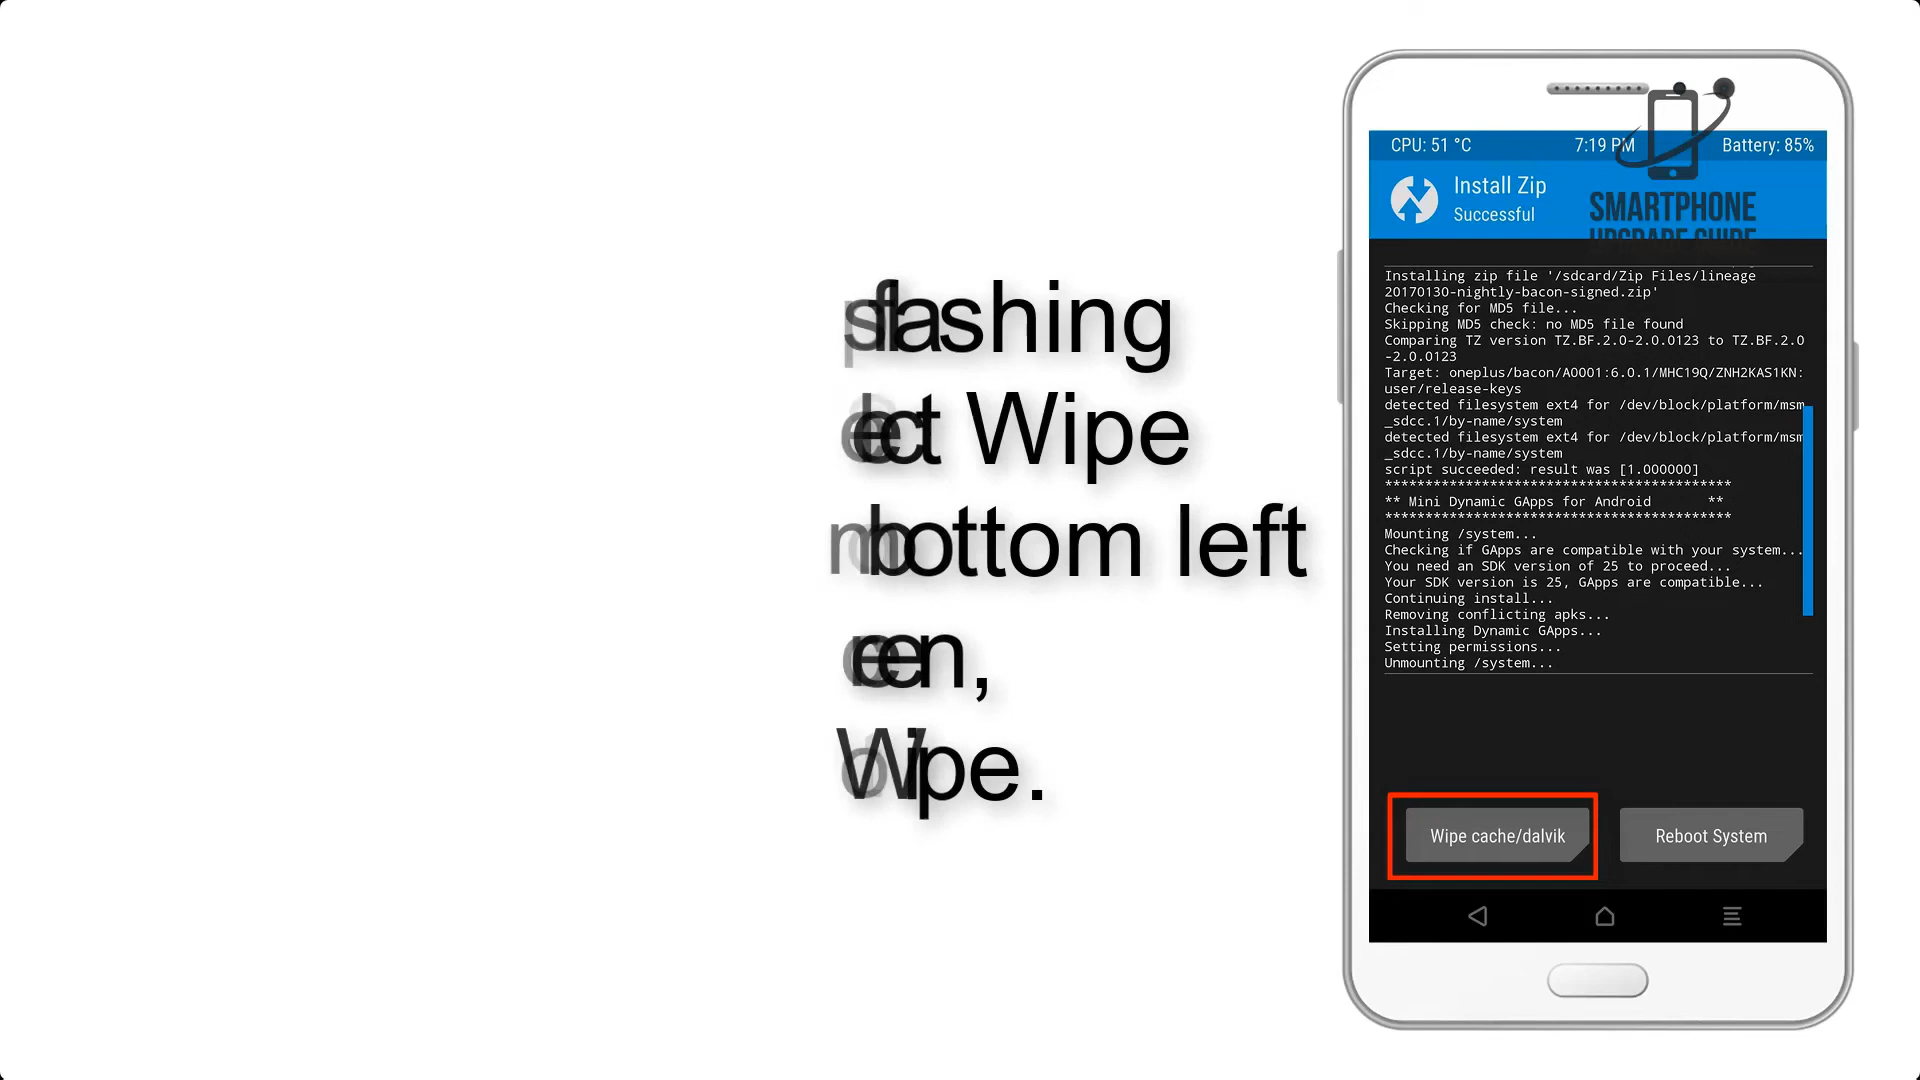 flashing
Wipe
bottom left
Wipe.
CPU: 51 °C 7:19 PM Battery: 85%
Install Zip
Successful
SMARTPHONE
UPGRADE GUIDE
Installing zip file '/sdcard/Zip Files/lineage
20170130-nightly-bacon-signed.zip'
Checking for MD5 file...
Skipping MD5 check: no MD5 file found
Comparing TZ version TZ.BF.2.0-2.0.0123 to TZ.BF.2.0
-2.0.0123
Target: oneplus/bacon/A0001:6.0.1/MHC19Q/ZNH2KAS1KN:
user/release-keys
detected filesystem ext4 for /dev/block/platform/msm
_sdcc.1/by-name/system
detected filesystem ext4 for /dev/block/platform/msm
_sdcc.1/by-name/system
script succeeded: result was [1.000000]
*******************************************
** Mini Dynamic GApps for Android **
*******************************************
Mounting /system...
Checking if GApps are compatible with your system...
You need an SDK version of 25 to proceed...
Your SDK version is 25, GApps are compatible...
Continuing install...
Removing conflicting apks...
Installing Dynamic GApps...
Setting permissions...
Unmounting /system...
Wipe cache/dalvik
Reboot System